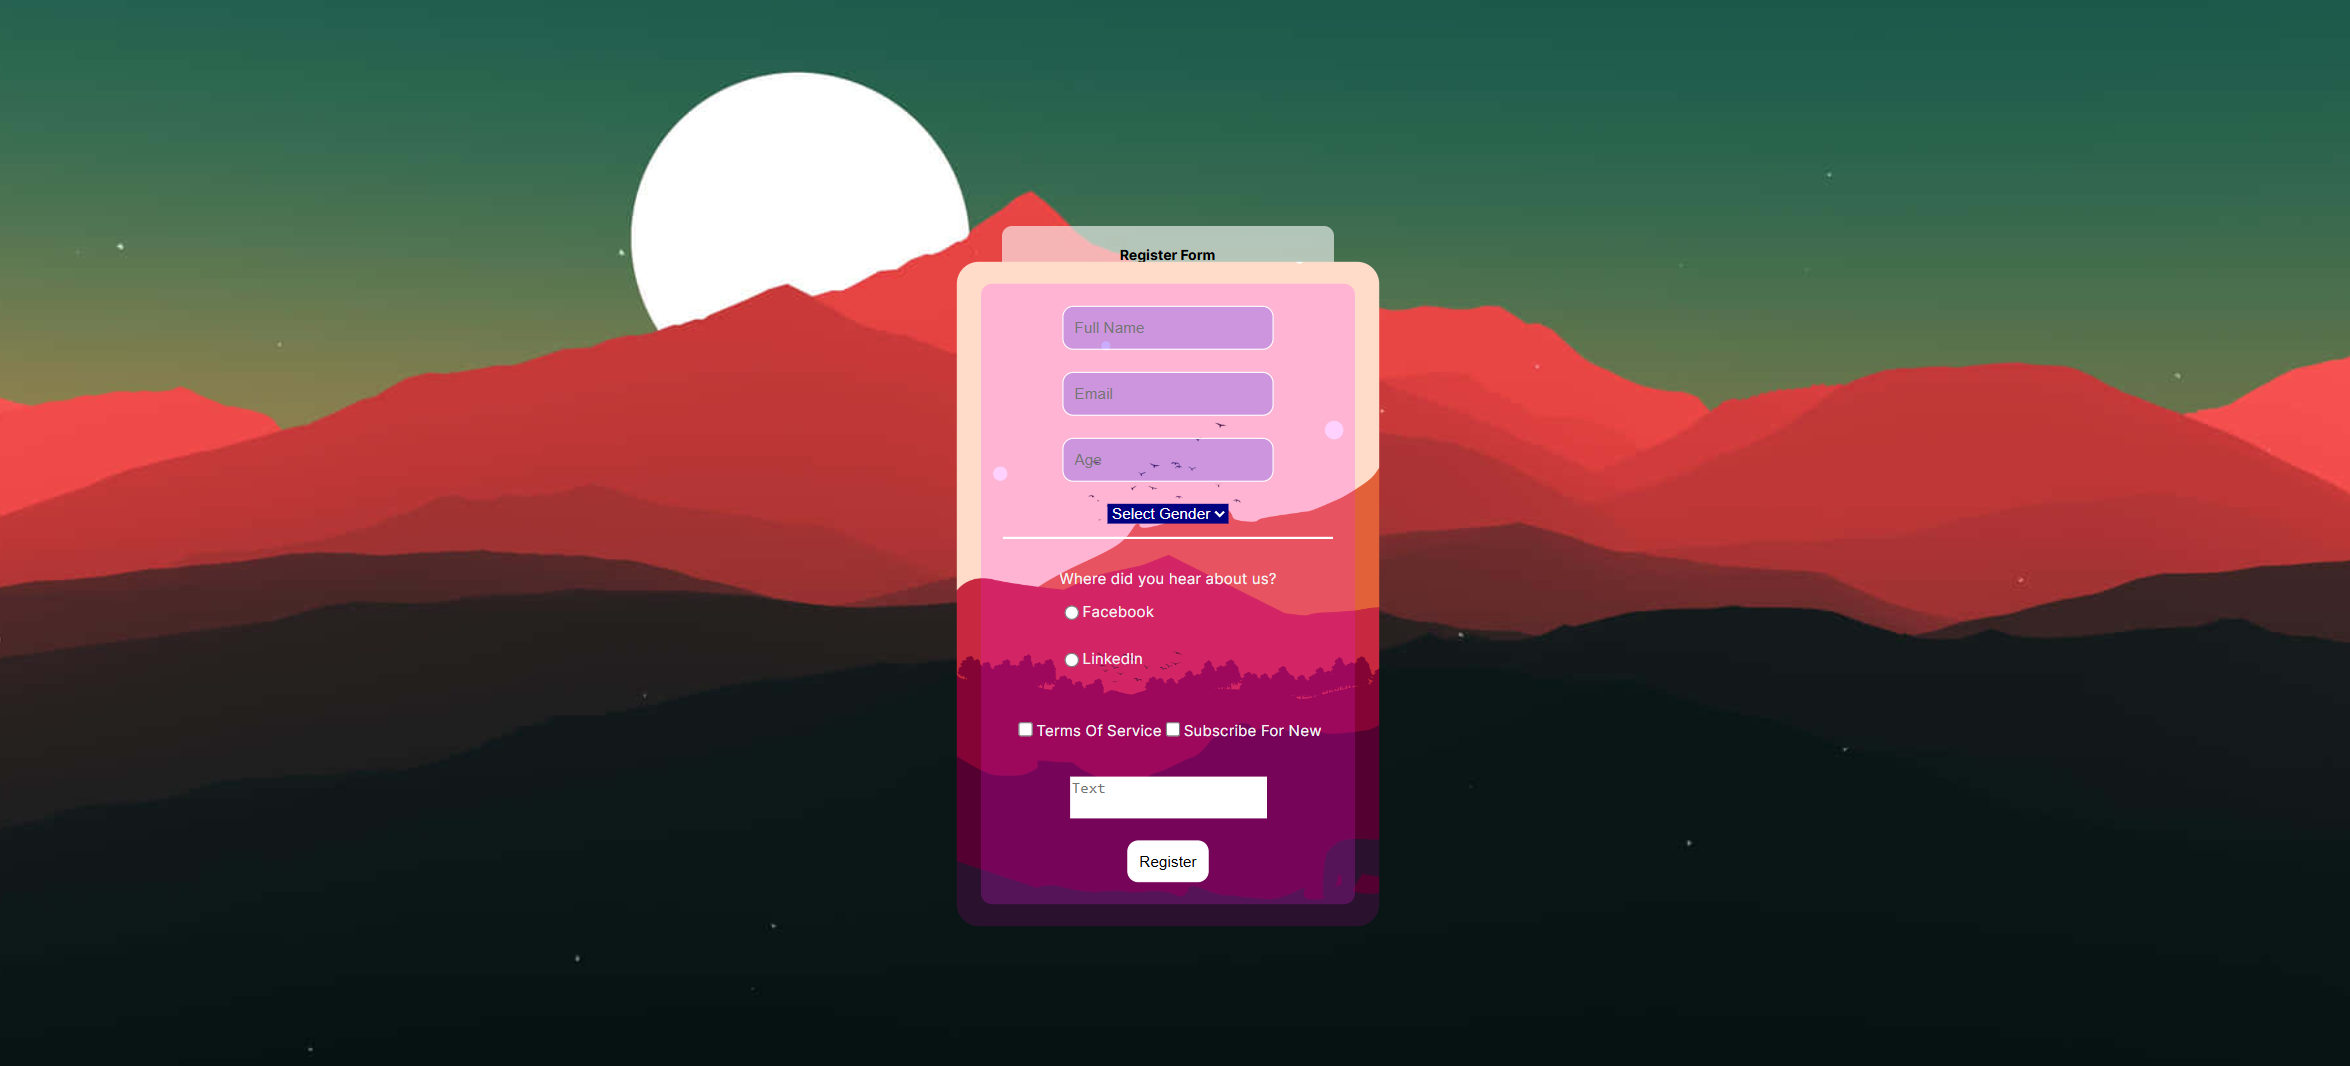 Register Form
Full Name
Email
Age
Select Gender
Where did you hear about us?
Facebook
LinkedIn
Terms Of Service Subscribe For New
Text
Register